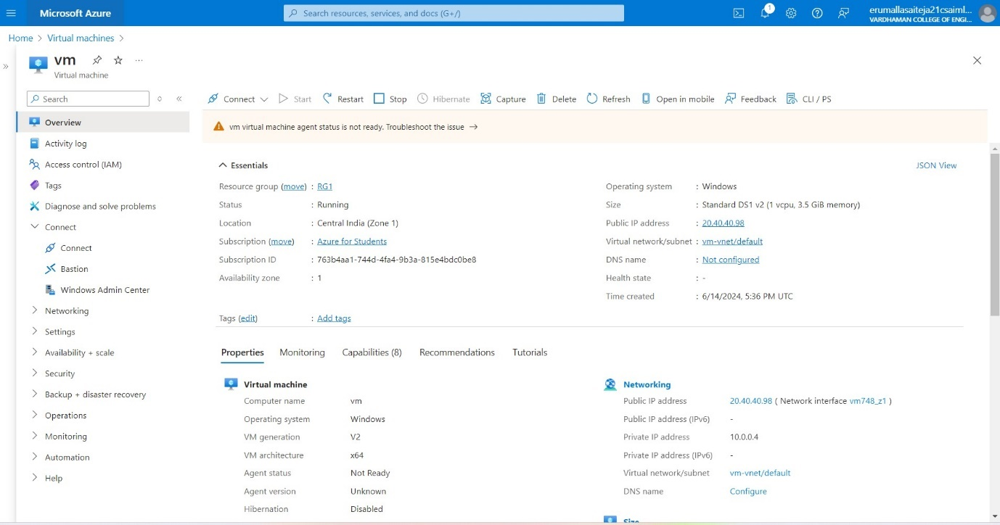 Microsoft Azure
Search resources, services, and docs (G+/)
1
erumallasaiteja21csaiml...
VARDHAMAN COLLEGE OF ENGI...
Home > Virtual machines >
vm
Virtual machine
Search
Connect Start Restart Stop Hibernate Capture Delete Refresh Open in mobile Feedback CLI / PS
Overview
Activity log
Access control (IAM)
Tags
Diagnose and solve problems
Connect
Connect
Bastion
Windows Admin Center
Networking
Settings
Availability + scale
Security
Backup + disaster recovery
Operations
Monitoring
Automation
Help
vm virtual machine agent status is not ready. Troubleshoot the issue →
Essentials
JSON View
Resource group (move) : RG1
Status : Running
Location : Central India (Zone 1)
Subscription (move) : Azure for Students
Subscription ID : 763b4aa1-744d-4fa4-9b3a-815e4bdc0be8
Availability zone : 1
Operating system : Windows
Size : Standard DS1 v2 (1 vcpu, 3.5 GiB memory)
Public IP address : 20.40.40.98
Virtual network/subnet : vm-vnet/default
DNS name : Not configured
Health state : -
Time created : 6/14/2024, 5:36 PM UTC
Tags (edit) : Add tags
Properties Monitoring Capabilities (8) Recommendations Tutorials
Virtual machine
Computer name vm
Operating system Windows
VM generation V2
VM architecture x64
Agent status Not Ready
Agent version Unknown
Hibernation Disabled
Networking
Public IP address 20.40.40.98 ( Network interface vm748_z1 )
Public IP address (IPv6) -
Private IP address 10.0.0.4
Private IP address (IPv6) -
Virtual network/subnet vm-vnet/default
DNS name Configure
Size